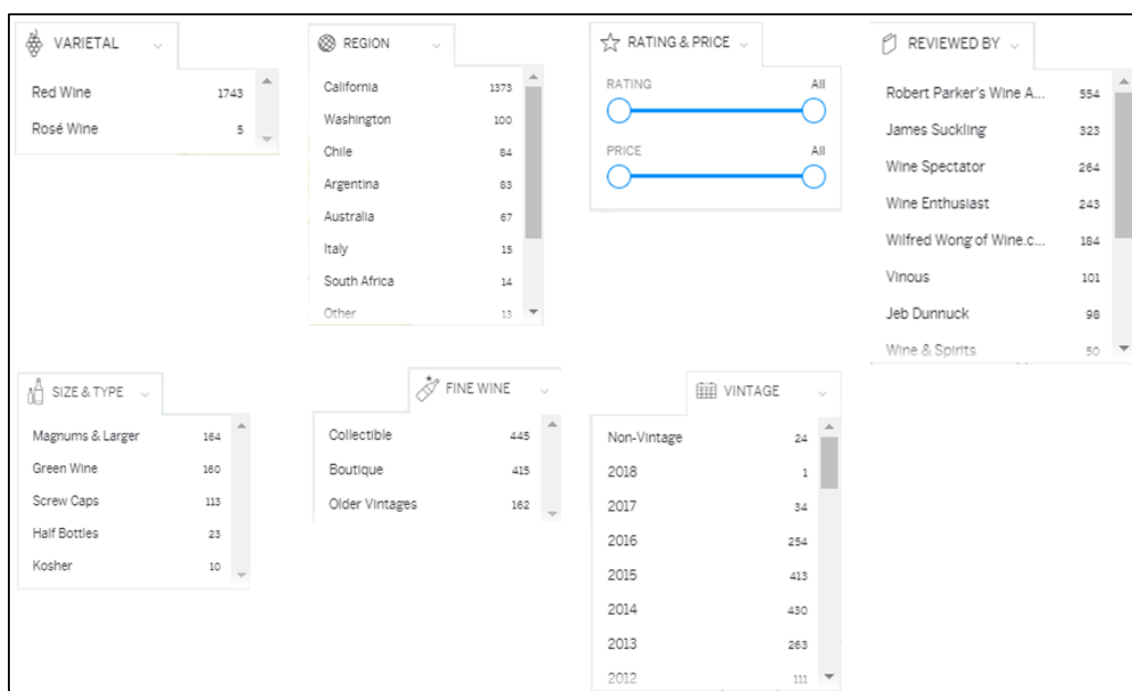 VARIETAL
Red Wine 1743
Rosé Wine 5
REGION
California 1373
Washington 100
Chile 84
Argentina 83
Australia 67
Italy 15
South Africa 14
Other 13
RATING & PRICE
RATING All
PRICE All
REVIEWED BY
Robert Parker's Wine A... 554
James Suckling 323
Wine Spectator 264
Wine Enthusiast 243
Wilfred Wong of Wine.c... 184
Vinous 101
Jeb Dunnuck 98
Wine & Spirits 50
SIZE & TYPE
Magnums & Larger 164
Green Wine 160
Screw Caps 113
Half Bottles 23
Kosher 10
FINE WINE
Collectible 445
Boutique 415
Older Vintages 162
VINTAGE
Non-Vintage 24
2018 1
2017 34
2016 254
2015 413
2014 430
2013 263
2012 111